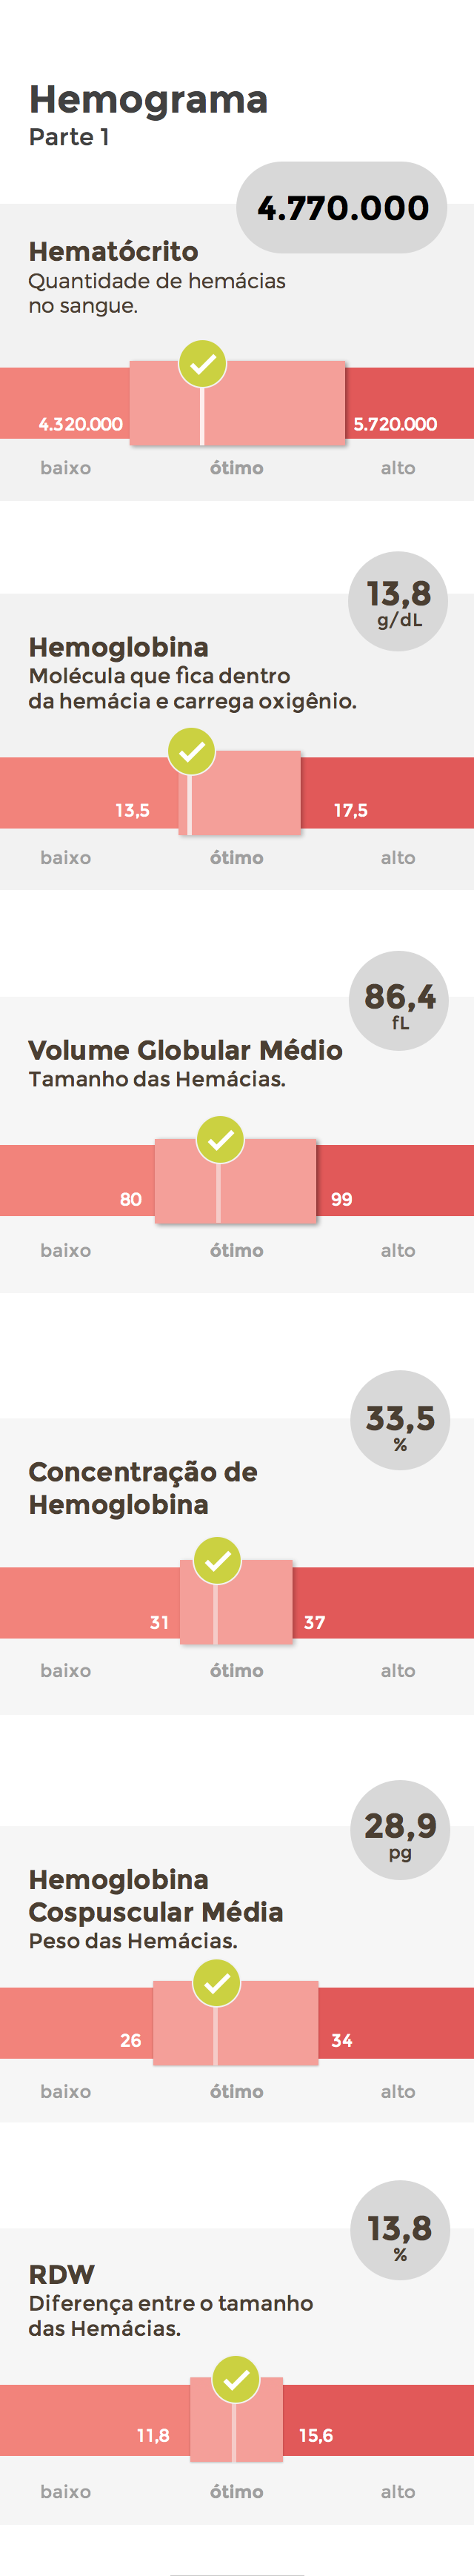 Hemograma
Parte 1
4.770.000
Hematócrito
Quantidade de hemácias
no sangue.
4.320.000
5.720.000
baixo ótimo alto
13,8
g/dL
Hemoglobina
Molécula que fica dentro
da hemácia e carrega oxigênio.
13,5
17,5
baixo ótimo alto
86,4
fL
Volume Globular Médio
Tamanho das Hemácias.
80
99
baixo ótimo alto
33,5
%
Concentração de
Hemoglobina
31
37
baixo ótimo alto
28,9
pg
Hemoglobina
Cospuscular Média
Peso das Hemácias.
26
34
baixo ótimo alto
13,8
%
RDW
Diferença entre o tamanho
das Hemácias.
11,8
15,6
baixo ótimo alto